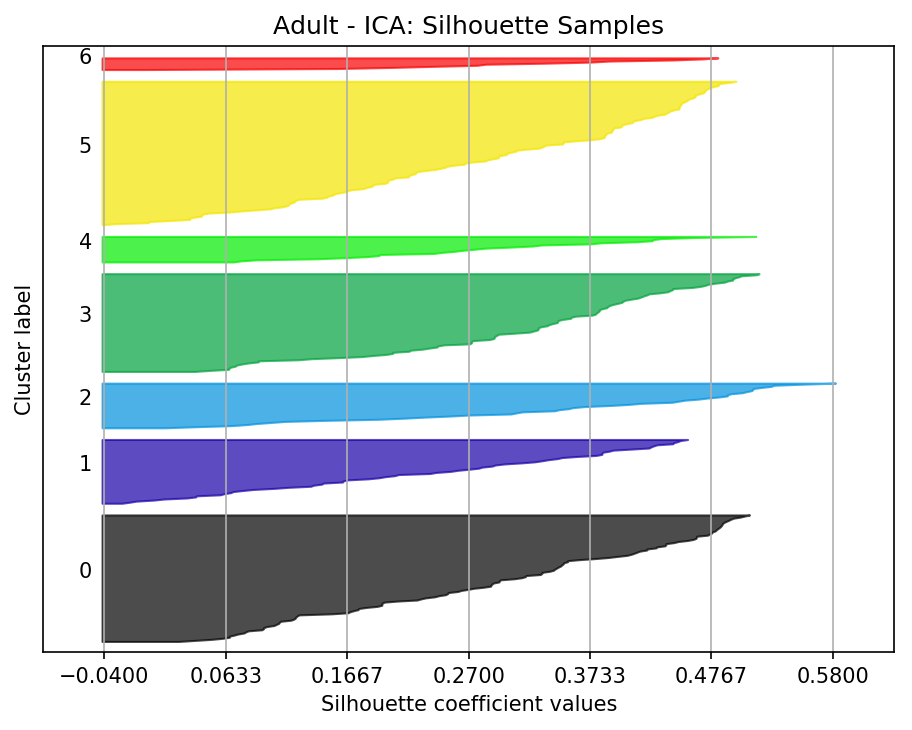 Adult - ICA: Silhouette Samples
6
5
4
3
2
1
0
Cluster label
−0.0400 0.0633 0.1667 0.2700 0.3733 0.4767 0.5800
Silhouette coefficient values